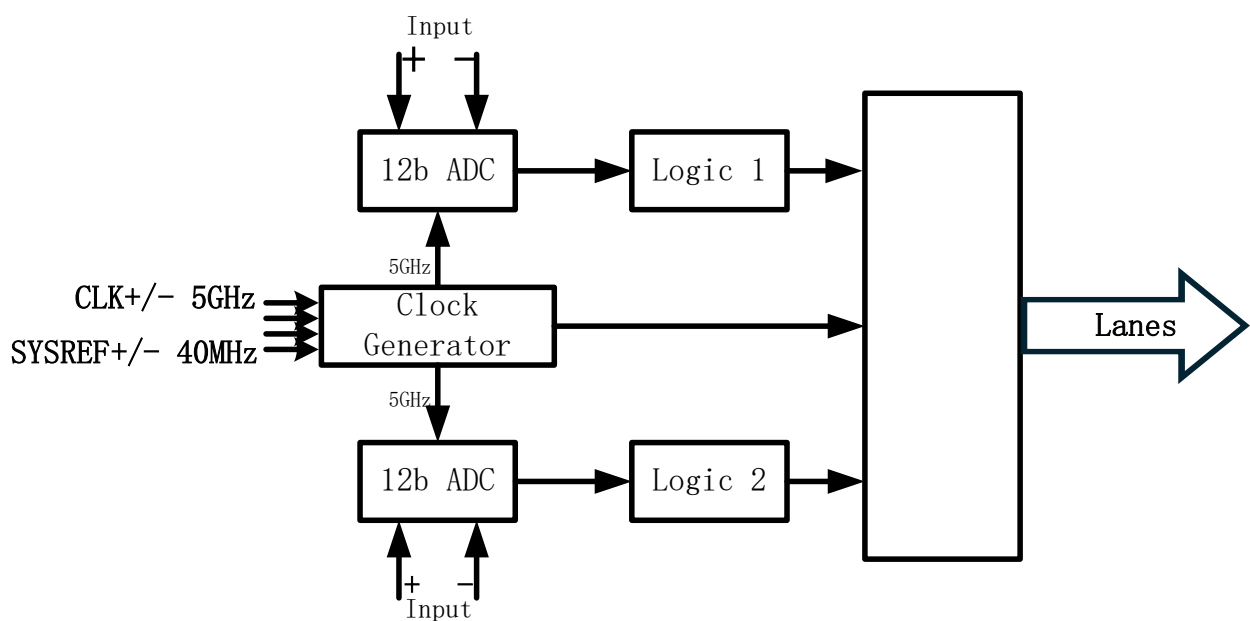 Input
+ −
12b ADC
Logic 1
5GHz
CLK+/- 5GHz
Clock
Generator
SYSREF+/- 40MHz
Lanes
5GHz
12b ADC
Logic 2
+ −
Input